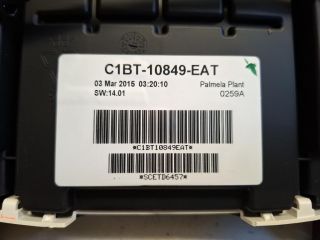 C1BT-10849-EAT
03 Mar 2015 03:20:10 Palmela Plant
SW:14.01 0259A
*C1BT10849EAT*
*SCETD6457*